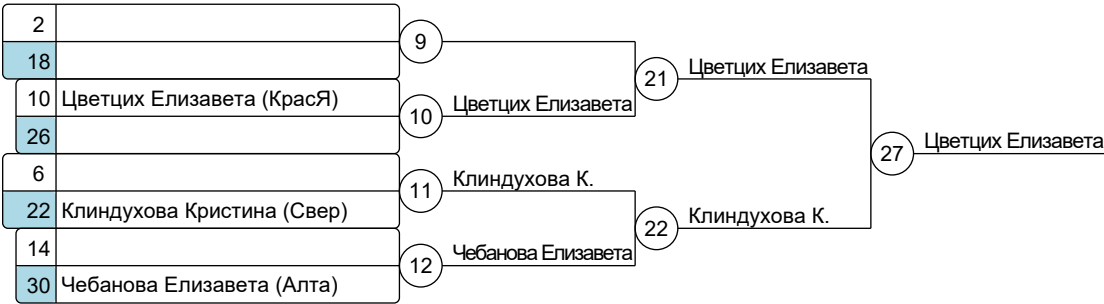 2
9
18
21
Цветцих Елизавета
10 Цветцих Елизавета (КрасЯ)
10
Цветцих Елизавета
26
27
Цветцих Елизавета
6
11
Клиндухова К.
22 Клиндухова Кристина (Свер)
22
Клиндухова К.
14
12
Чебанова Елизавета
30 Чебанова Елизавета (Алта)